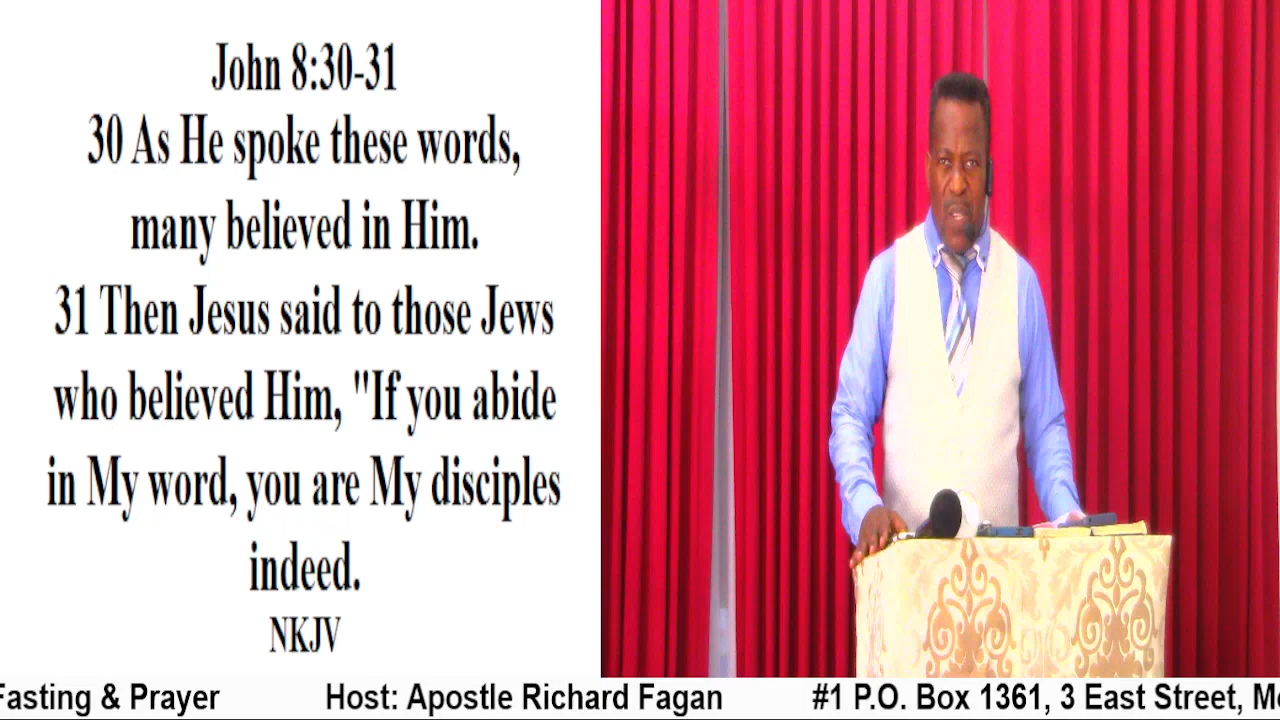 John 8:30-31
30 As He spoke these words,
many believed in Him.
31 Then Jesus said to those Jews
who believed Him, "If you abide
in My word, you are My disciples
indeed.
NKJV
Fasting & Prayer Host: Apostle Richard Fagan #1 P.O. Box 1361, 3 East Street,